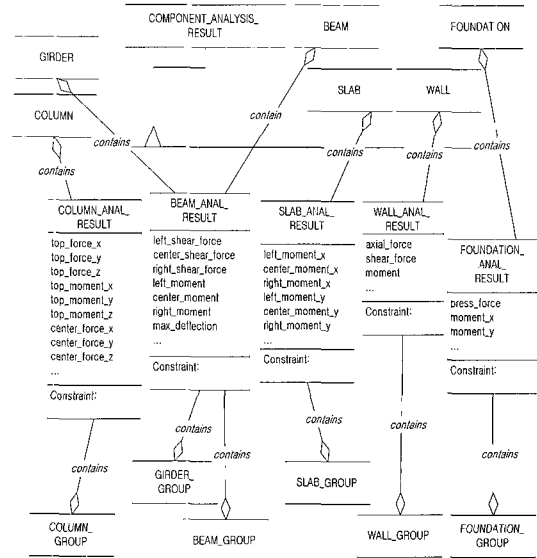 COMPONENT_ANALYSIS_
RESULT
BEAM
FOUNDATION
GIRDER
SLAB
WALL
COLUMN
contain
contains
contains
contains
contains
contains
COLUMN_ANAL_
RESULT
top_force_x
top_force_y
top_force_z
top_moment_x
top_moment_y
top_moment_z
center_force_x
center_force_y
center_force_z
...
Constraint:
BEAM_ANAL_
RESULT
left_shear_force
center_shear_force
right_shear_force
left_moment
center_moment
right_moment
max_deflection
...
Constraint:
SLAB_ANAL_
RESULT
left_moment_x
center_moment_x
right_moment_x
left_moment_y
center_moment_y
right_moment_y
...
Constraint:
WALL_ANAL_
RESULT
axial_force
shear_force
moment
...
Constraint:
FOUNDATION_
ANAL_
RESULT
press_force
moment_x
moment_y
...
Constraint:
contains
contains
contains
contains
contains
contains
GIRDER_
GROUP
SLAB_GROUP
COLUMN_
GROUP
BEAM_GROUP
WALL_GROUP
FOUNDATION_
GROUP